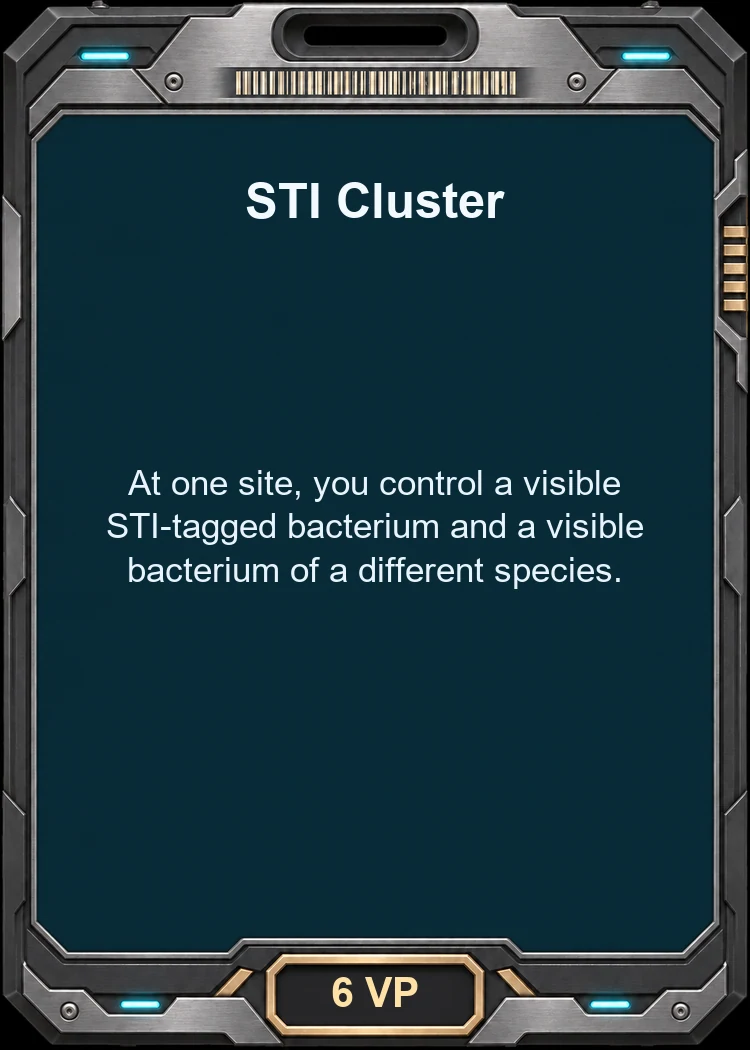 STI Cluster
At one site, you control a visible
STI-tagged bacterium and a visible
bacterium of a different species.
6 VP